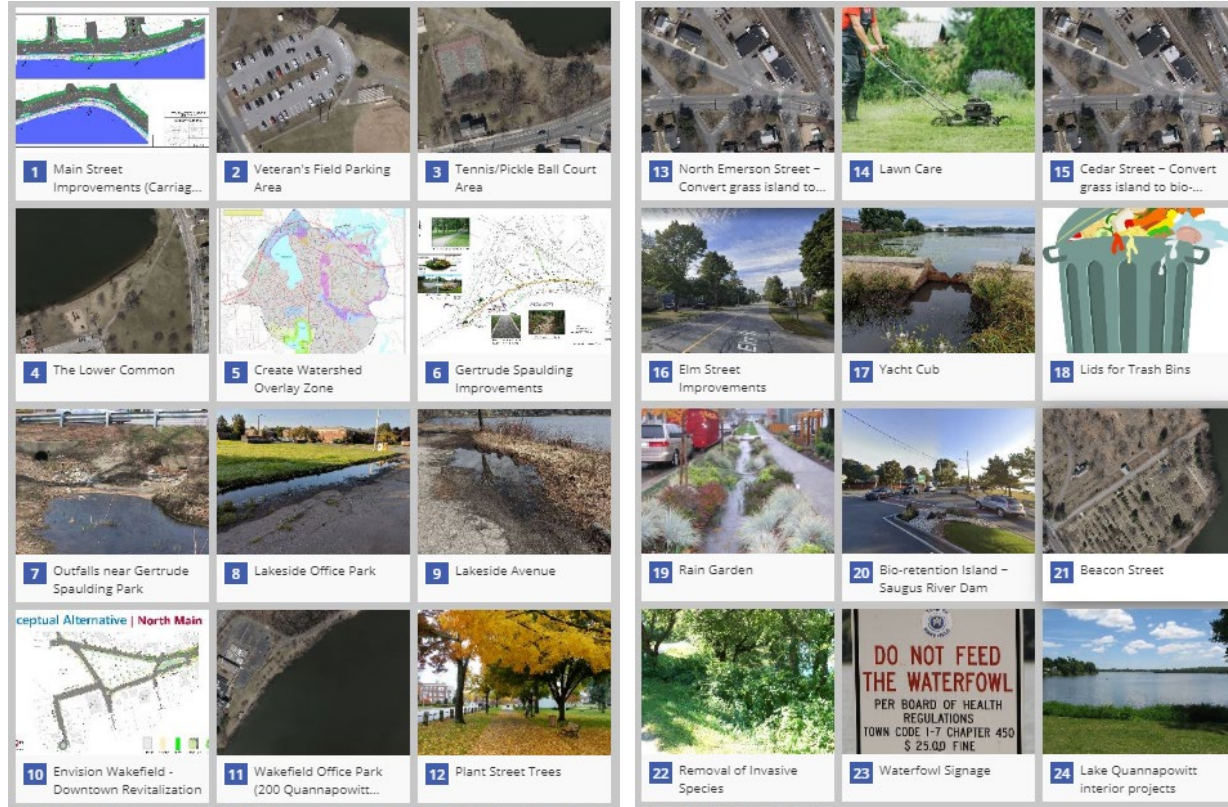 1 Main Street
Improvements (Carriag...
2 Veteran's Field Parking
Area
3 Tennis/Pickle Ball Court
Area
4 The Lower Common
5 Create Watershed
Overlay Zone
6 Gertrude Spaulding
Improvements
7 Outfalls near Gertrude
Spaulding Park
8 Lakeside Office Park
9 Lakeside Avenue
ceptual Alternative | North Main
10 Envision Wakefield -
Downtown Revitalization
11 Wakefield Office Park
(200 Quannapowitt...
12 Plant Street Trees
13 North Emerson Street –
Convert grass island to...
14 Lawn Care
15 Cedar Street – Convert
grass island to bio-...
Elm St
16 Elm Street
Improvements
17 Yacht Cub
18 Lids for Trash Bins
19 Rain Garden
20 Bio-retention Island –
Saugus River Dam
21 Beacon Street
22 Removal of Invasive
Species
DO NOT FEED
THE WATERFOWL
PER BOARD OF HEALTH
REGULATIONS
TOWN CODE 1-7 CHAPTER 450
$ 25.00 FINE
23 Waterfowl Signage
24 Lake Quannapowitt
interior projects